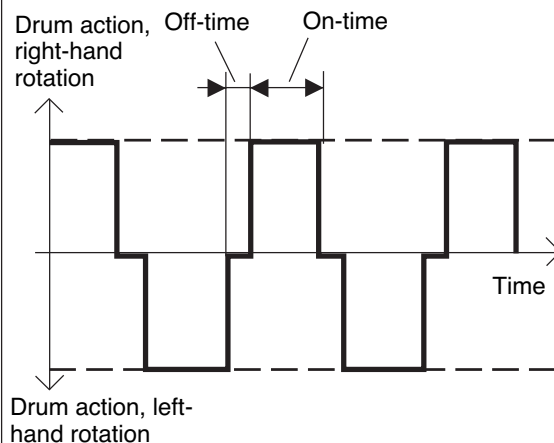 Drum action,
right-hand
rotation
Off-time
On-time
Time
Drum action, left-
hand rotation